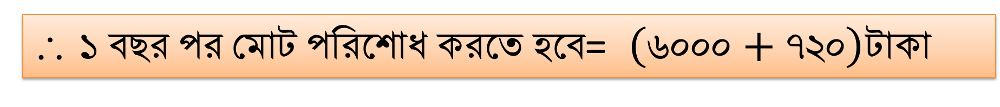 ∴ ১ বছর পর মোট পরিশোধ করতে হবে= (৬০০০ + ৭২০)টাকা